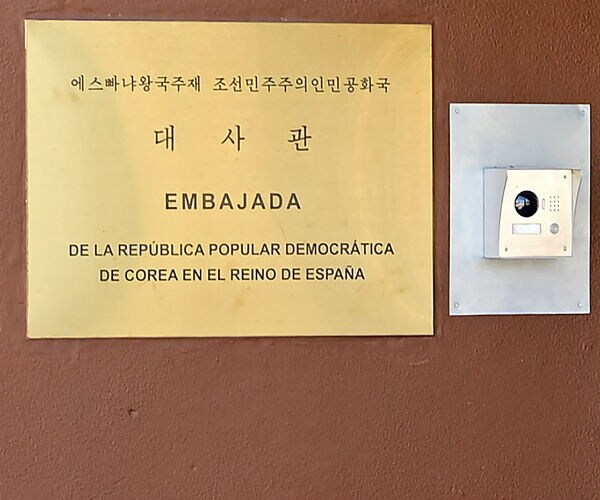 에스빠냐왕국주재 조선민주주의인민공화국
대 사 관
EMBAJADA
DE LA REPÚBLICA POPULAR DEMOCRÁTICA
DE COREA EN EL REINO DE ESPAÑA